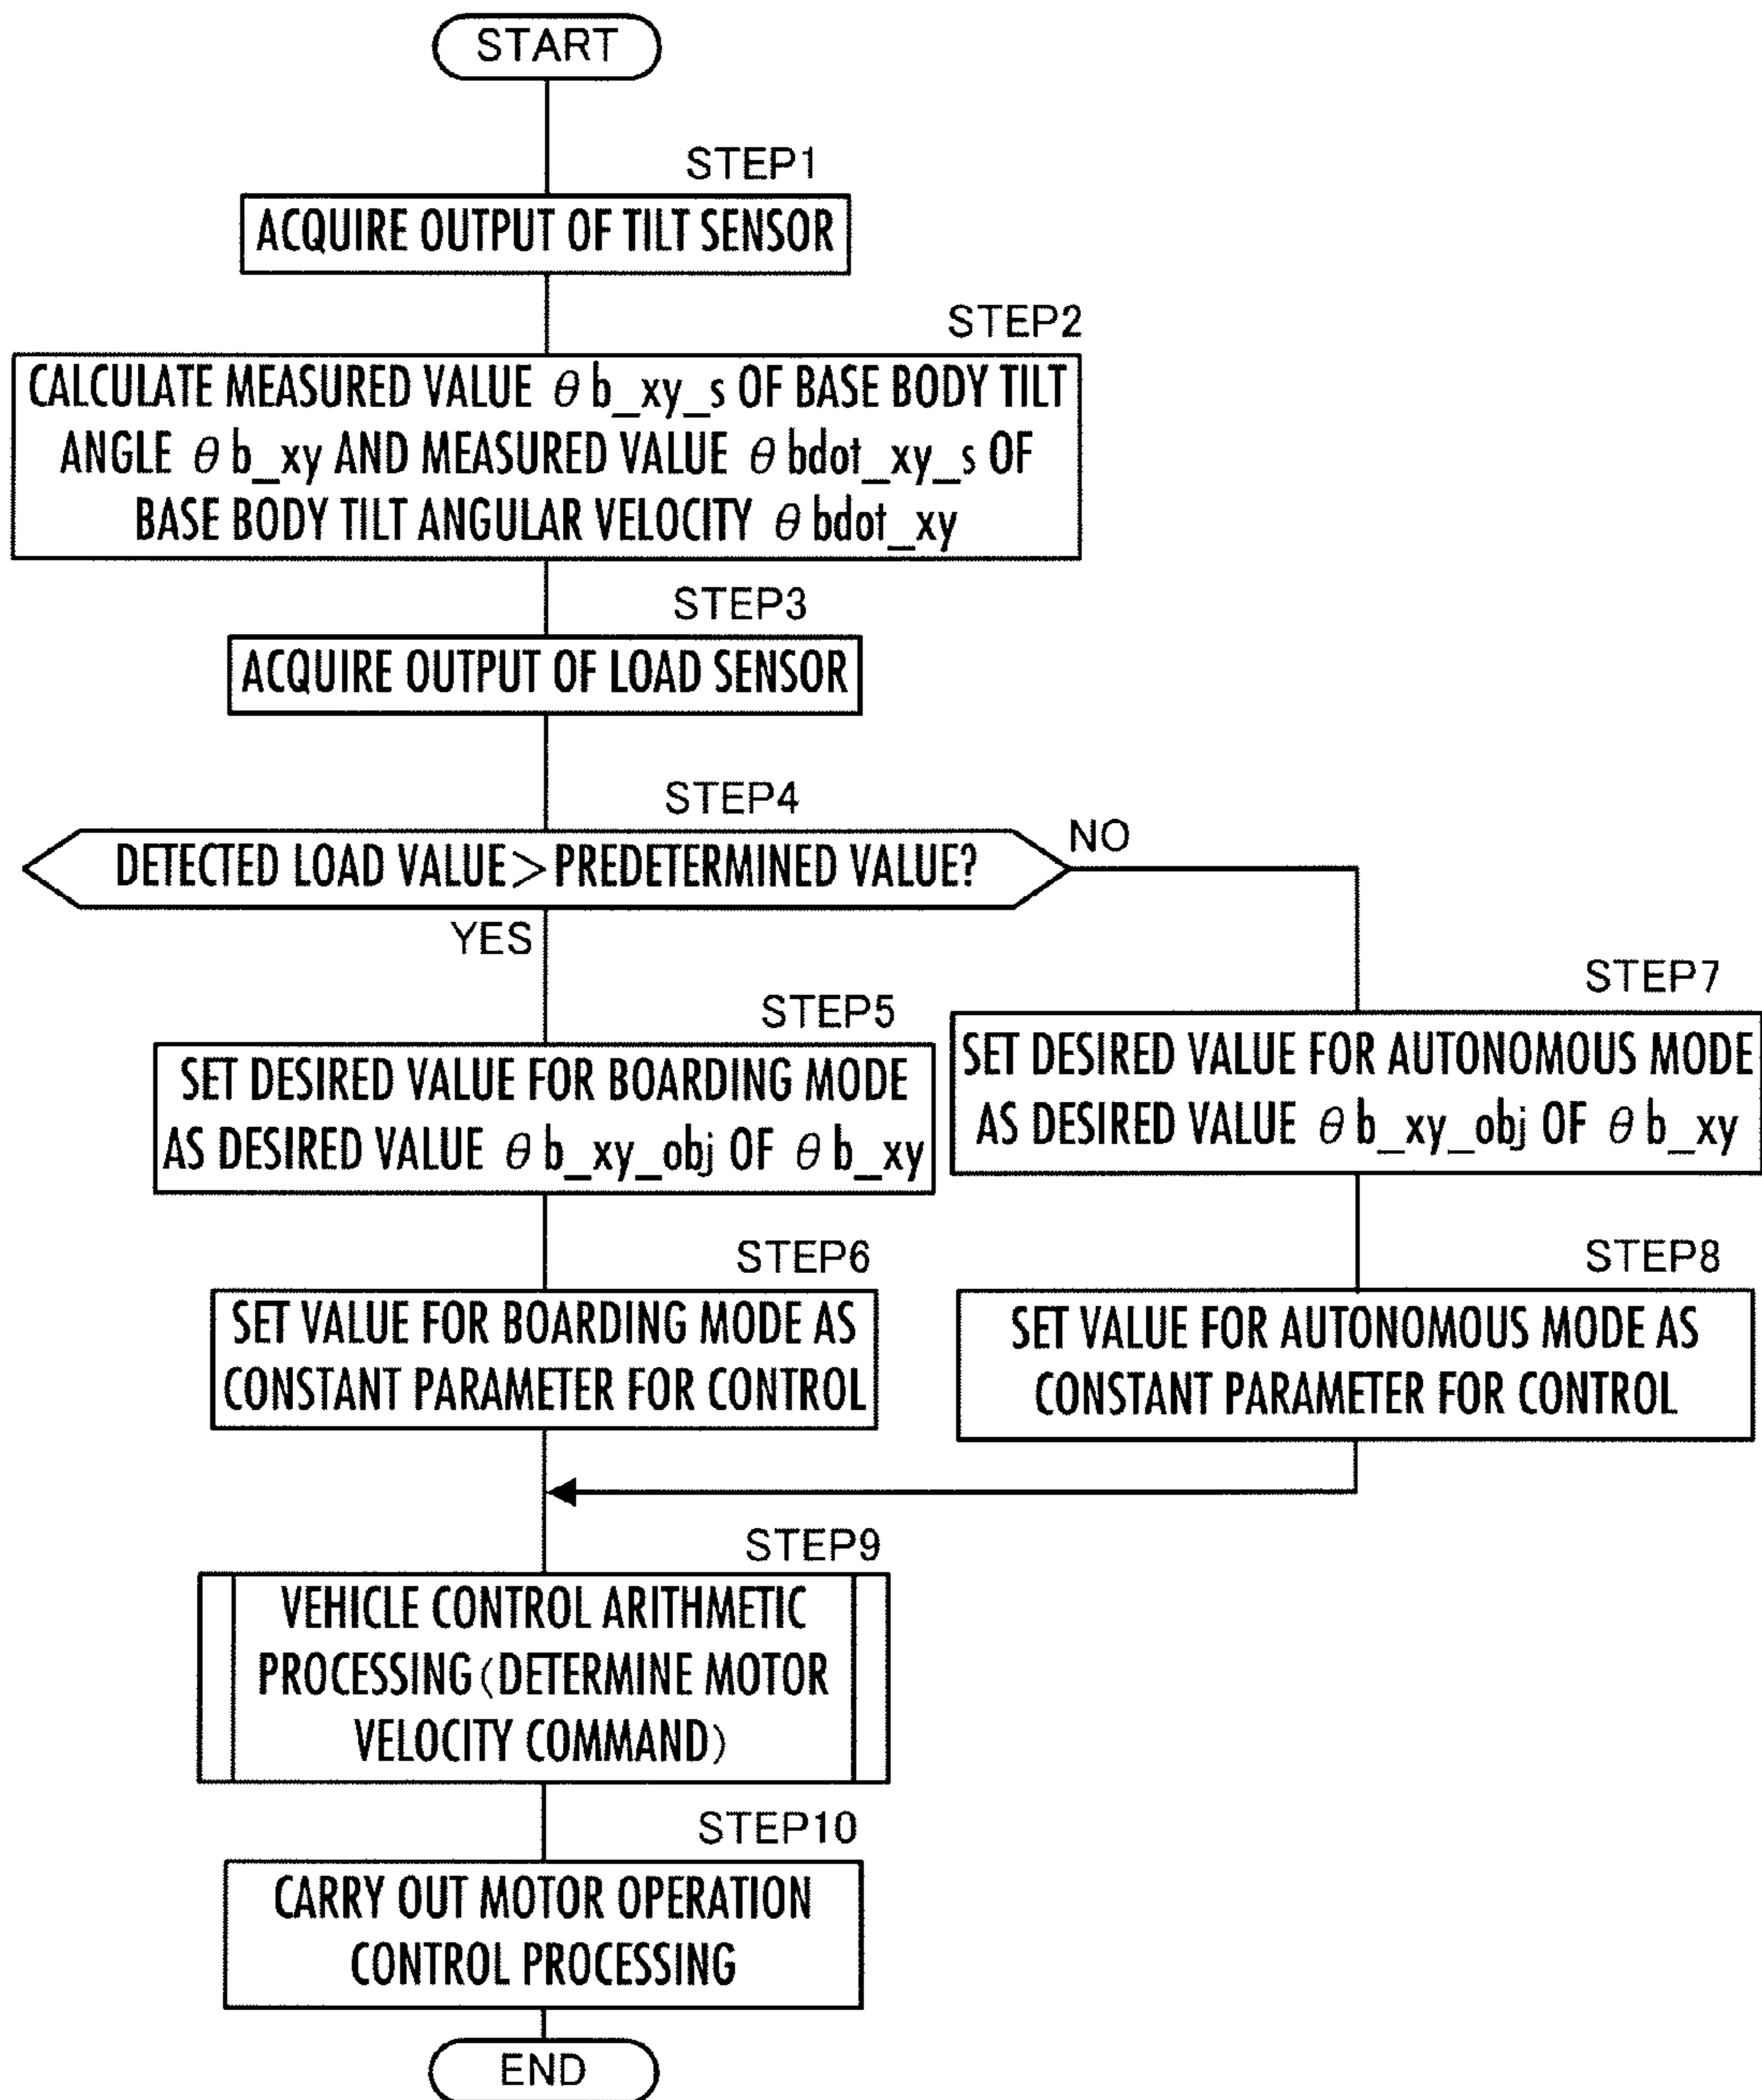 START
STEP1
ACQUIRE OUTPUT OF TILT SENSOR
STEP2
CALCULATE MEASURED VALUE θb_xy_s OF BASE BODY TILT
ANGLE θb_xy AND MEASURED VALUE θbdot_xy_s OF
BASE BODY TILT ANGULAR VELOCITY θbdot_xy
STEP3
ACQUIRE OUTPUT OF LOAD SENSOR
STEP4
DETECTED LOAD VALUE>PREDETERMINED VALUE?
NO
YES
STEP5
SET DESIRED VALUE FOR BOARDING MODE
AS DESIRED VALUE θb_xy_obj OF θb_xy
STEP6
SET VALUE FOR BOARDING MODE AS
CONSTANT PARAMETER FOR CONTROL
STEP7
SET DESIRED VALUE FOR AUTONOMOUS MODE
AS DESIRED VALUE θb_xy_obj OF θb_xy
STEP8
SET VALUE FOR AUTONOMOUS MODE AS
CONSTANT PARAMETER FOR CONTROL
STEP9
VEHICLE CONTROL ARITHMETIC
PROCESSING(DETERMINE MOTOR
VELOCITY COMMAND)
STEP10
CARRY OUT MOTOR OPERATION
CONTROL PROCESSING
END